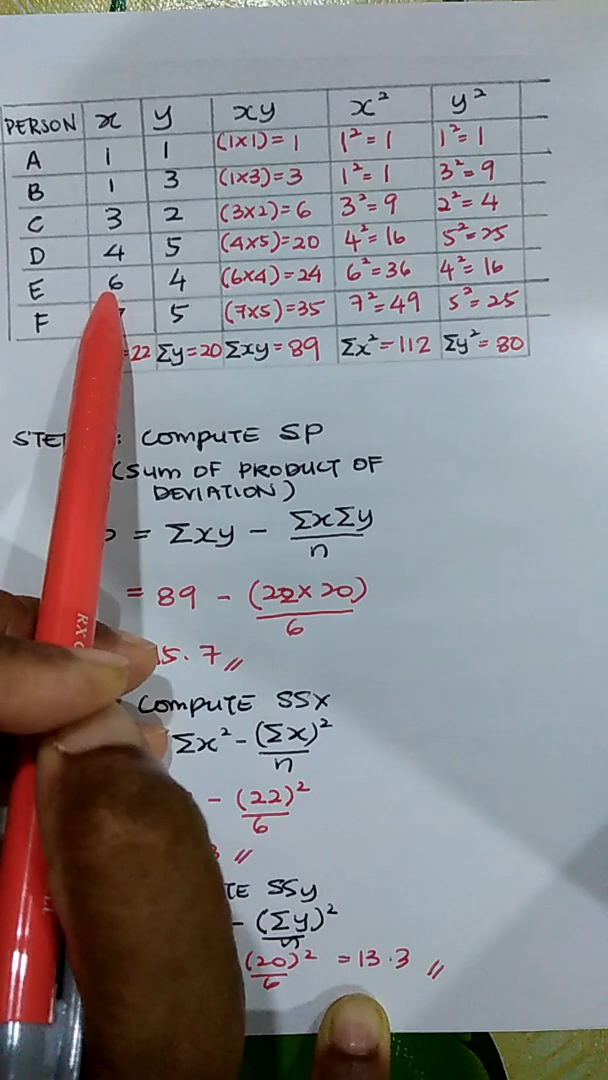 PERSON x y xy x² y²
A 1 1 (1x1)= 1 1²= 1 1²= 1
B 1 3 (1x3)=3 1²= 1 3²= 9
C 3 2 (3x2)=6 3²=9 2²= 4
D 4 5 (4x5)=20 4²= 16 5²=25
E 6 4 (6x4)=24 6²=36 4²= 16
F 5 (7x5)=35 7²=49 5²=25
=22 Σy=20 Σxy=89 Σx²=112 Σy²=80
: COMPUTE SP
(SUM OF PRODUCT OF
DEVIATION)
= Σxy - ΣxΣy
n
= 89 - (22x20)
6
15.7 //
COMPUTE SSX
Σx² - (Σx)²
n
- (22)²
6
//
SSy
- (Σy)²
n
(20)² = 13.3 //
6